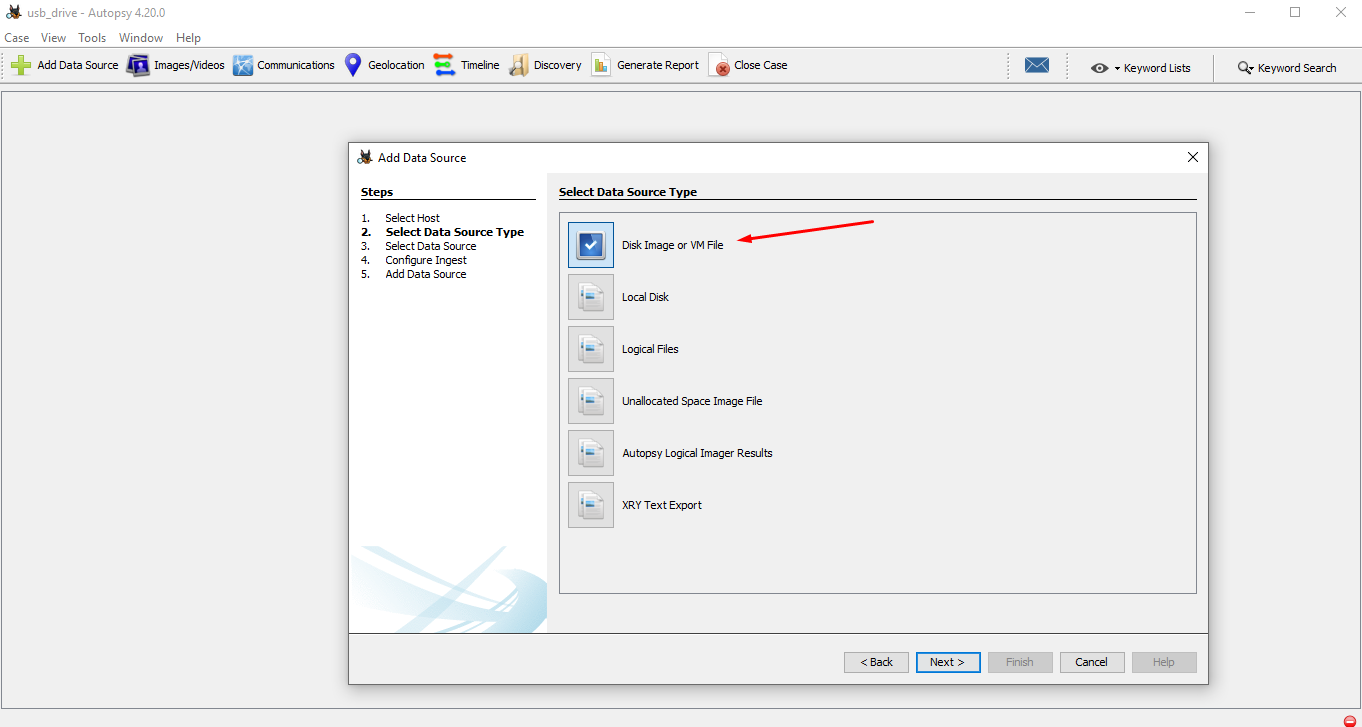 usb_drive - Autopsy 4.20.0
Case View Tools Window Help
Add Data Source Images/Videos Communications Geolocation Timeline Discovery Generate Report Close Case Keyword Lists Keyword Search
Add Data Source
Steps
1. Select Host
2. Select Data Source Type
3. Select Data Source
4. Configure Ingest
5. Add Data Source
Select Data Source Type
Disk Image or VM File
Local Disk
Logical Files
Unallocated Space Image File
Autopsy Logical Imager Results
XRY Text Export
< Back Next > Finish Cancel Help